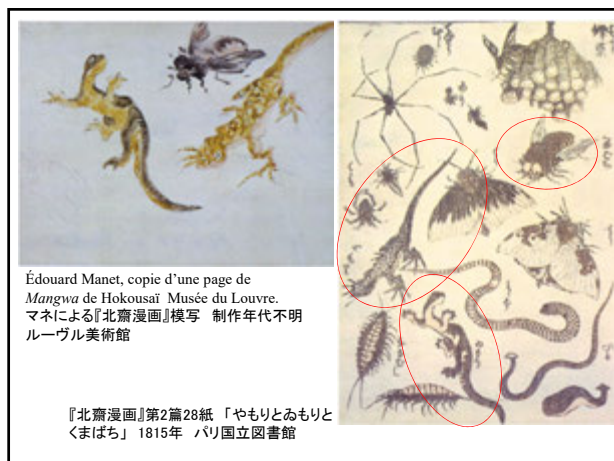 Édouard Manet, copie d'une page de
Mangwa de Hokousaï Musée du Louvre.
マネによる『北齋漫画』模写 制作年代不明
ルーヴル美術館
『北齋漫画』第2篇28紙 「やもりとゐもりと
くまばち」 1815年 パリ国立図書館